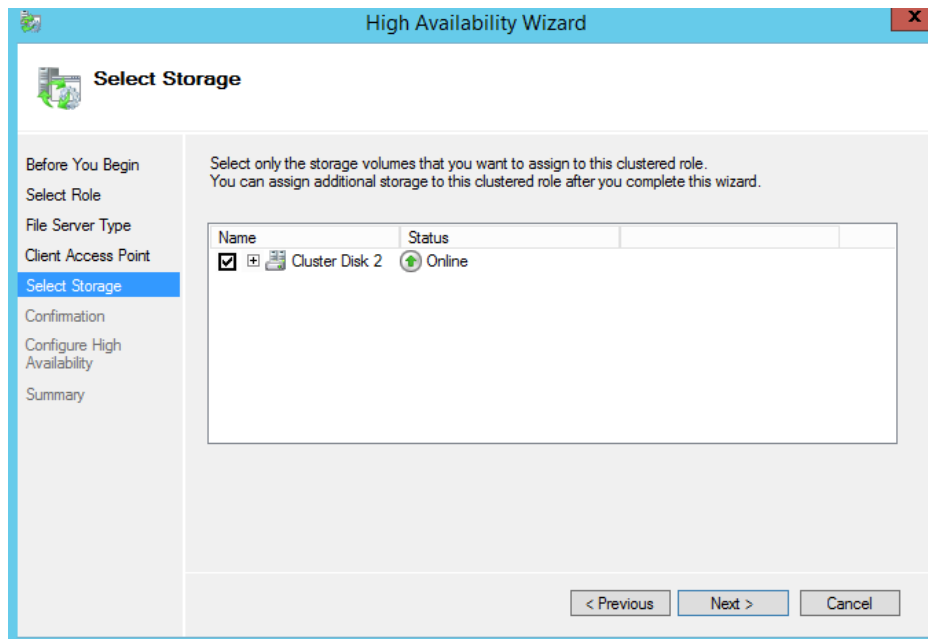 High Availability Wizard
x
Select Storage
Before You Begin
Select Role
File Server Type
Client Access Point
Select Storage
Confirmation
Configure High
Availability
Summary
Select only the storage volumes that you want to assign to this clustered role.
You can assign additional storage to this clustered role after you complete this wizard.
Name Status
Cluster Disk 2 Online
< Previous Next > Cancel